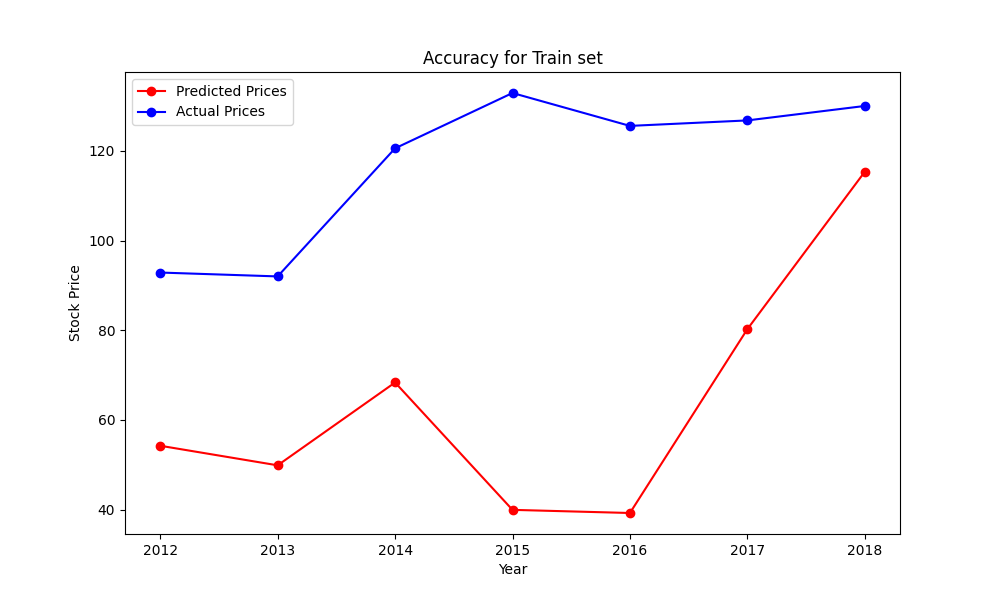 Accuracy for Train set
Predicted Prices
Actual Prices
120
100
80
60
40
Stock Price
2012 2013 2014 2015 2016 2017 2018
Year